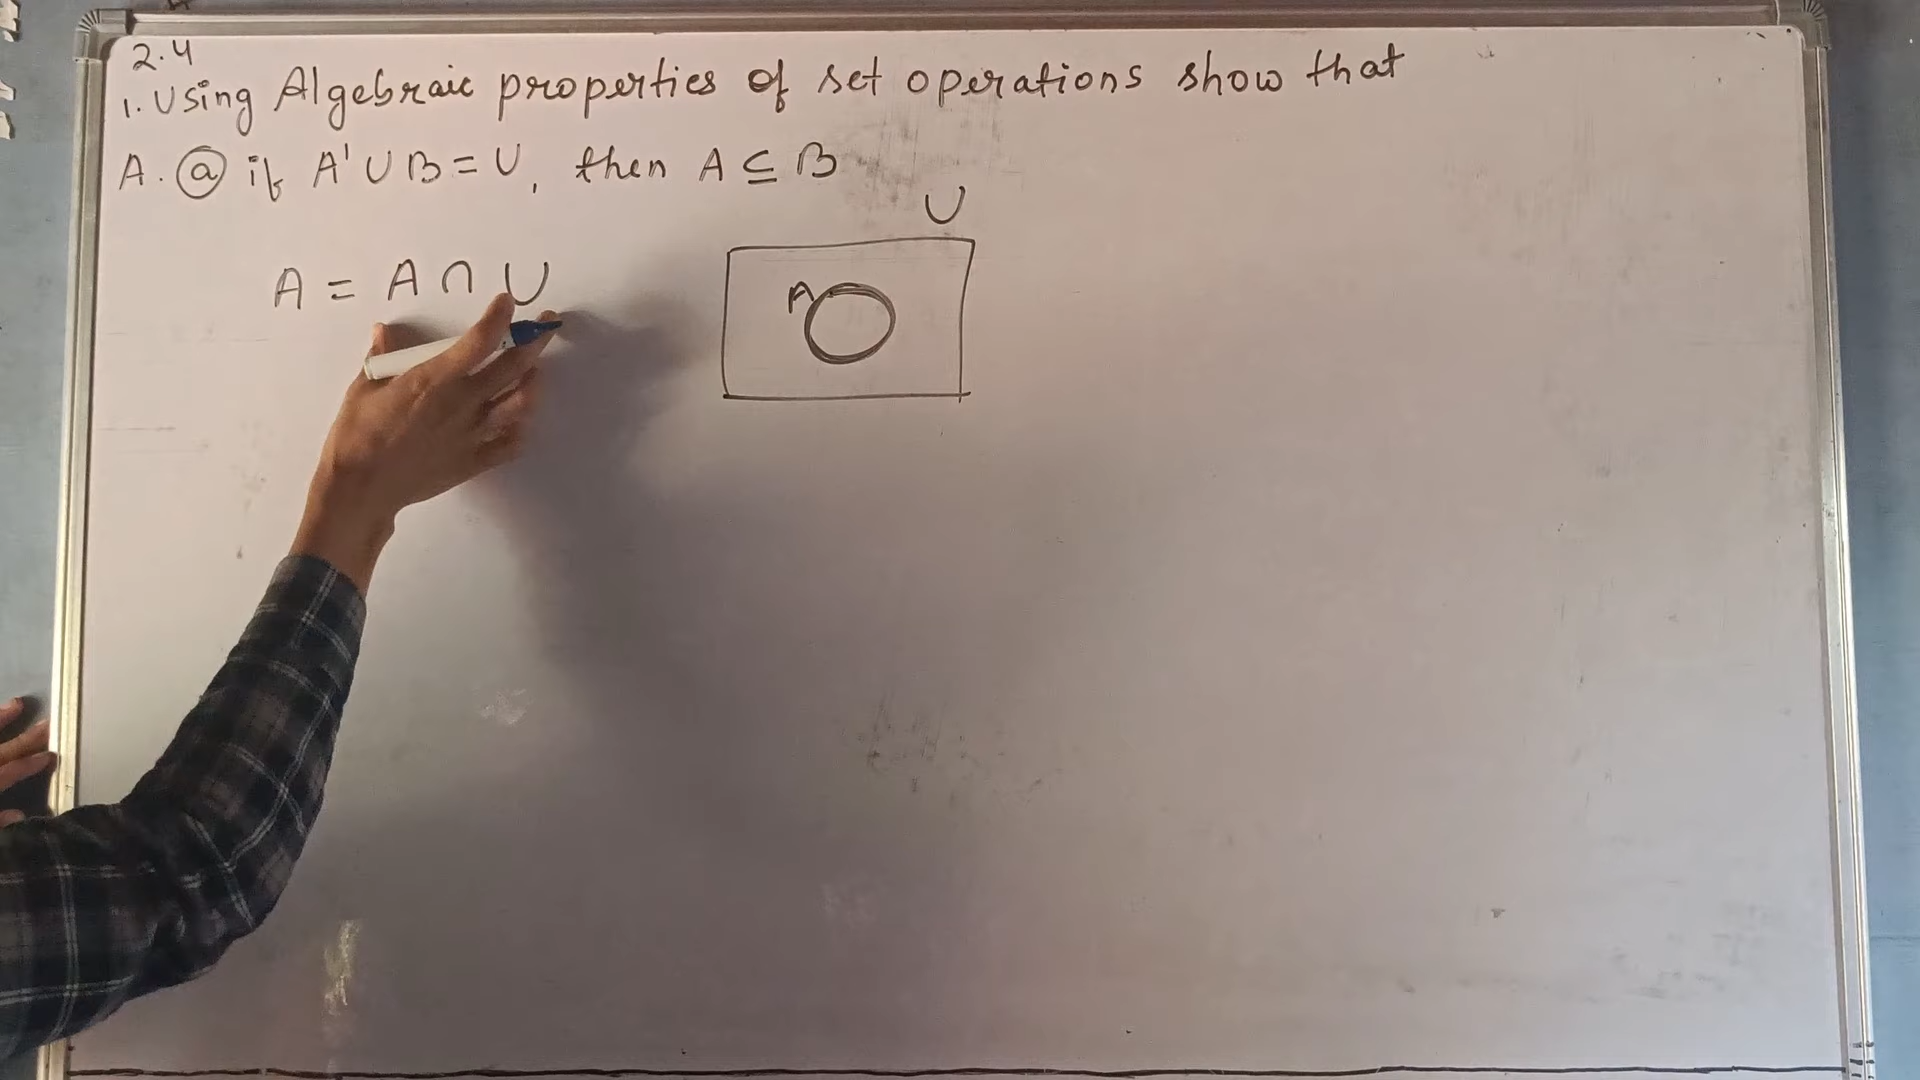 2.4
1. Using Algebraic properties of set operations show that
A. ⓐ if A' ∪ B = U, then A ⊆ B
U
A = A ∩ U
A